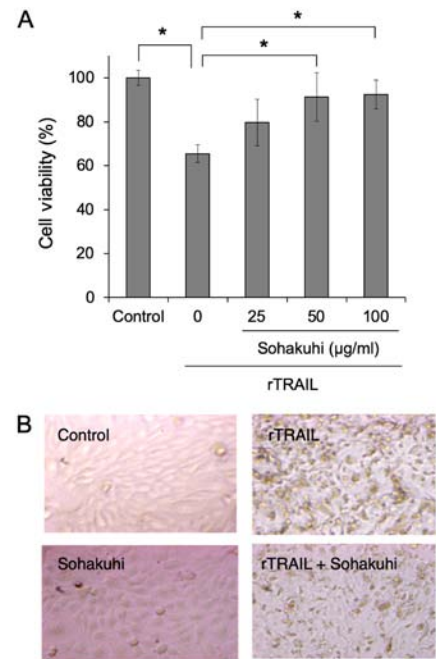 A
*
*
*
Cell viability (%)
100
80
60
40
20
0
Control 0 25 50 100
Sohakuhi (μg/ml)
rTRAIL
B
Control
rTRAIL
Sohakuhi
rTRAIL + Sohakuhi